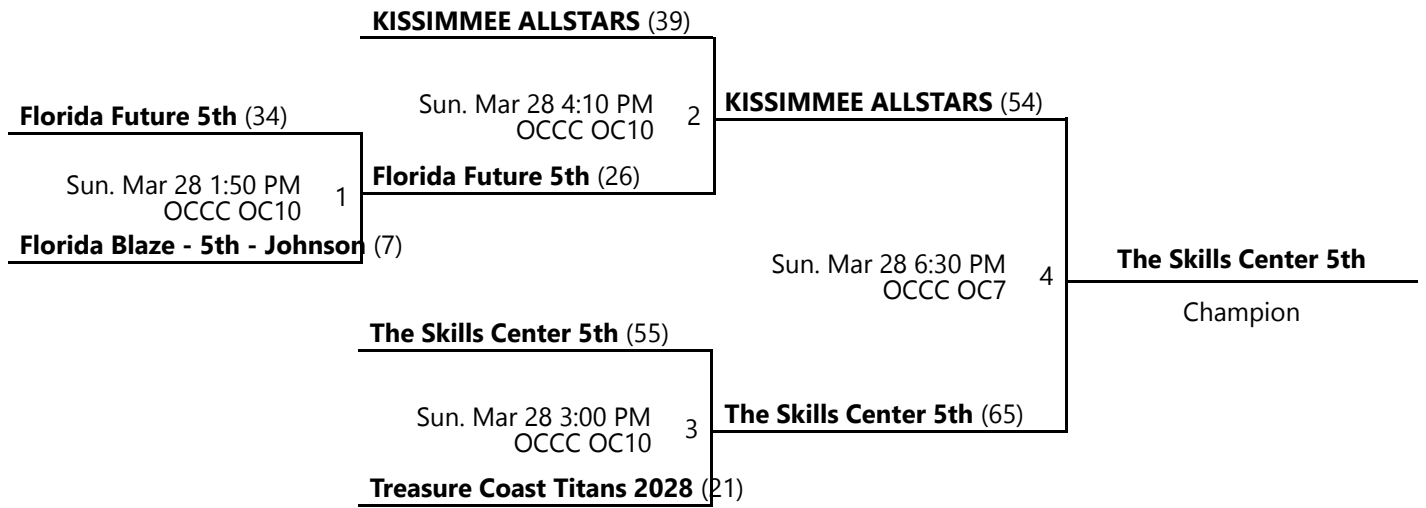 KISSIMMEE ALLSTARS (39)
Sun. Mar 28 4:10 PM
OCCC OC10
2
KISSIMMEE ALLSTARS (54)
Florida Future 5th (34)
Sun. Mar 28 1:50 PM
OCCC OC10
1
Florida Future 5th (26)
Florida Blaze - 5th - Johnson (7)
Sun. Mar 28 6:30 PM
OCCC OC7
4
The Skills Center 5th
Champion
The Skills Center 5th (55)
Sun. Mar 28 3:00 PM
OCCC OC10
3
The Skills Center 5th (65)
Treasure Coast Titans 2028 (21)